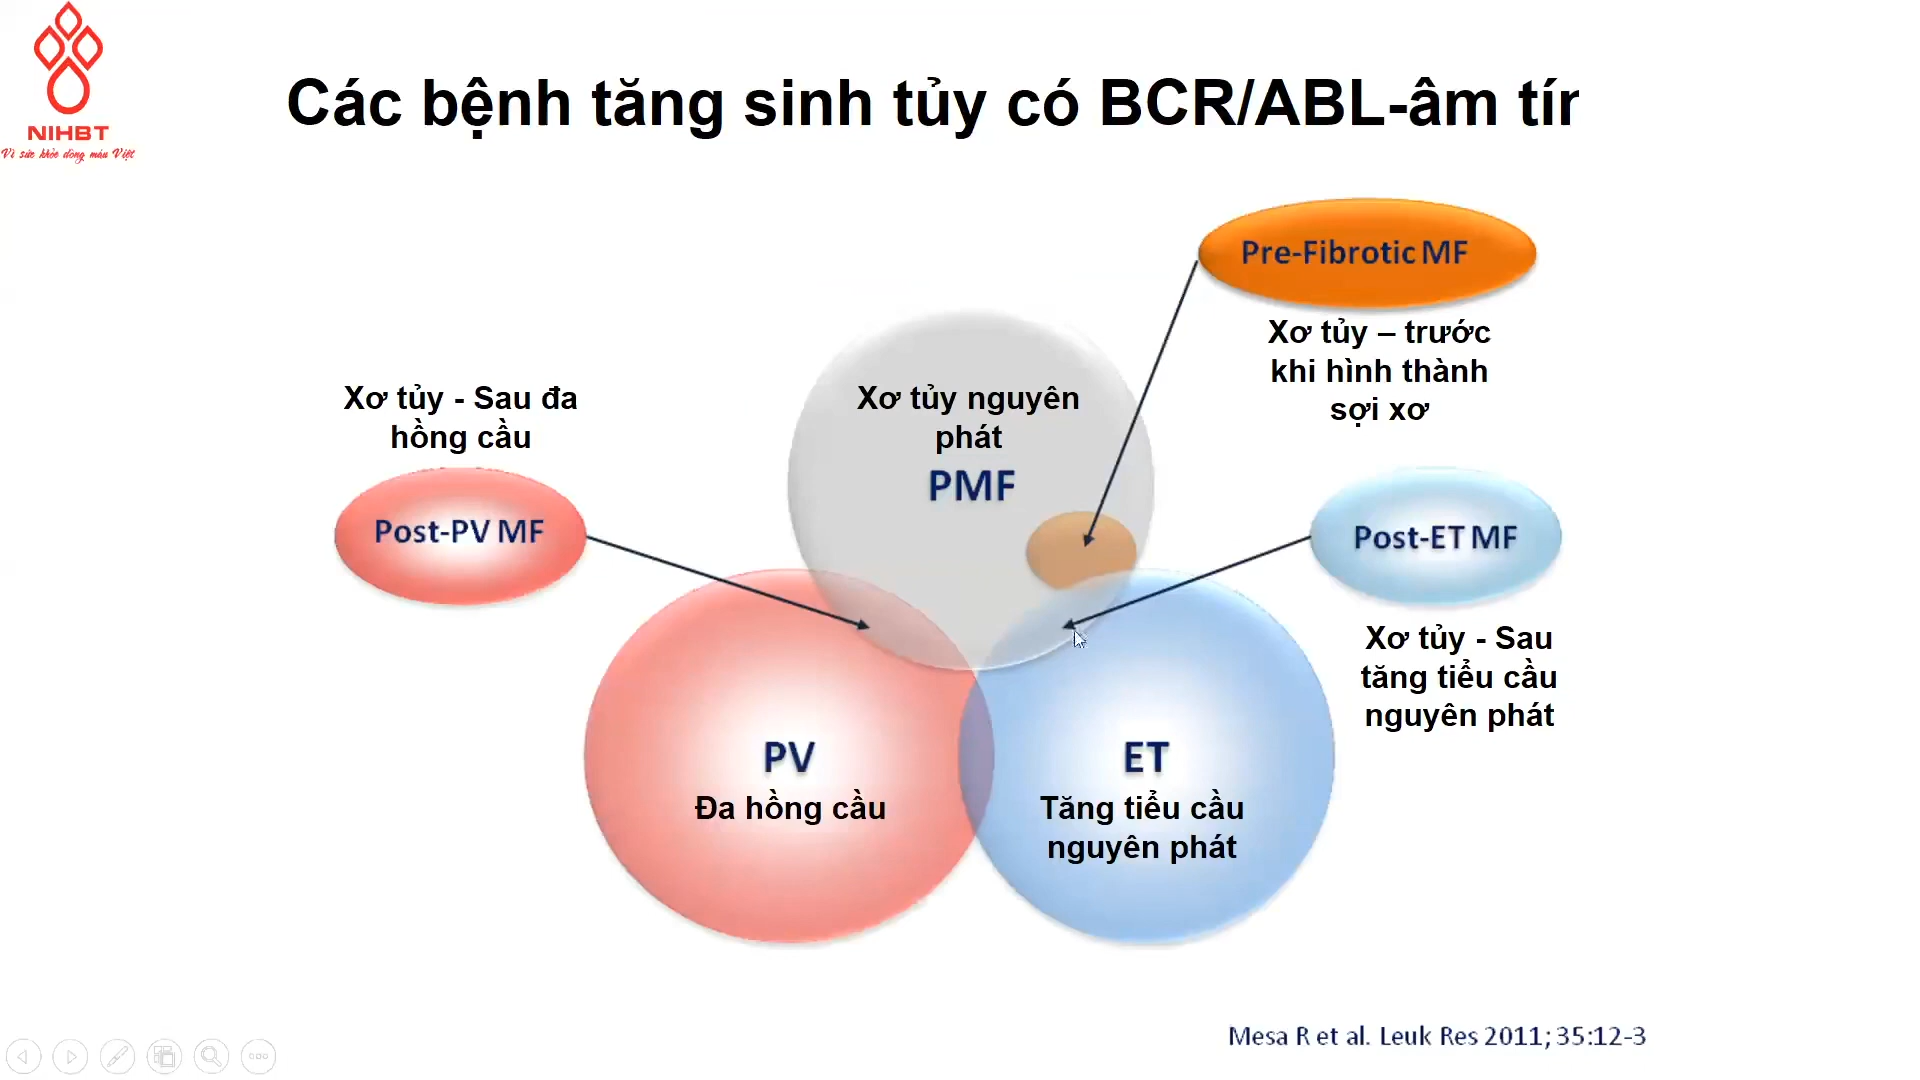 NIHBT
Vì sức khỏe dòng máu Việt
Các bệnh tăng sinh tủy có BCR/ABL-âm tín
Pre-Fibrotic MF
Xơ tủy – trước
khi hình thành
sợi xơ
Xơ tủy - Sau đa
hồng cầu
Post-PV MF
Xơ tủy nguyên
phát
PMF
Post-ET MF
Xơ tủy - Sau
tăng tiểu cầu
nguyên phát
PV
Đa hồng cầu
ET
Tăng tiểu cầu
nguyên phát
Mesa R et al. Leuk Res 2011; 35:12-3